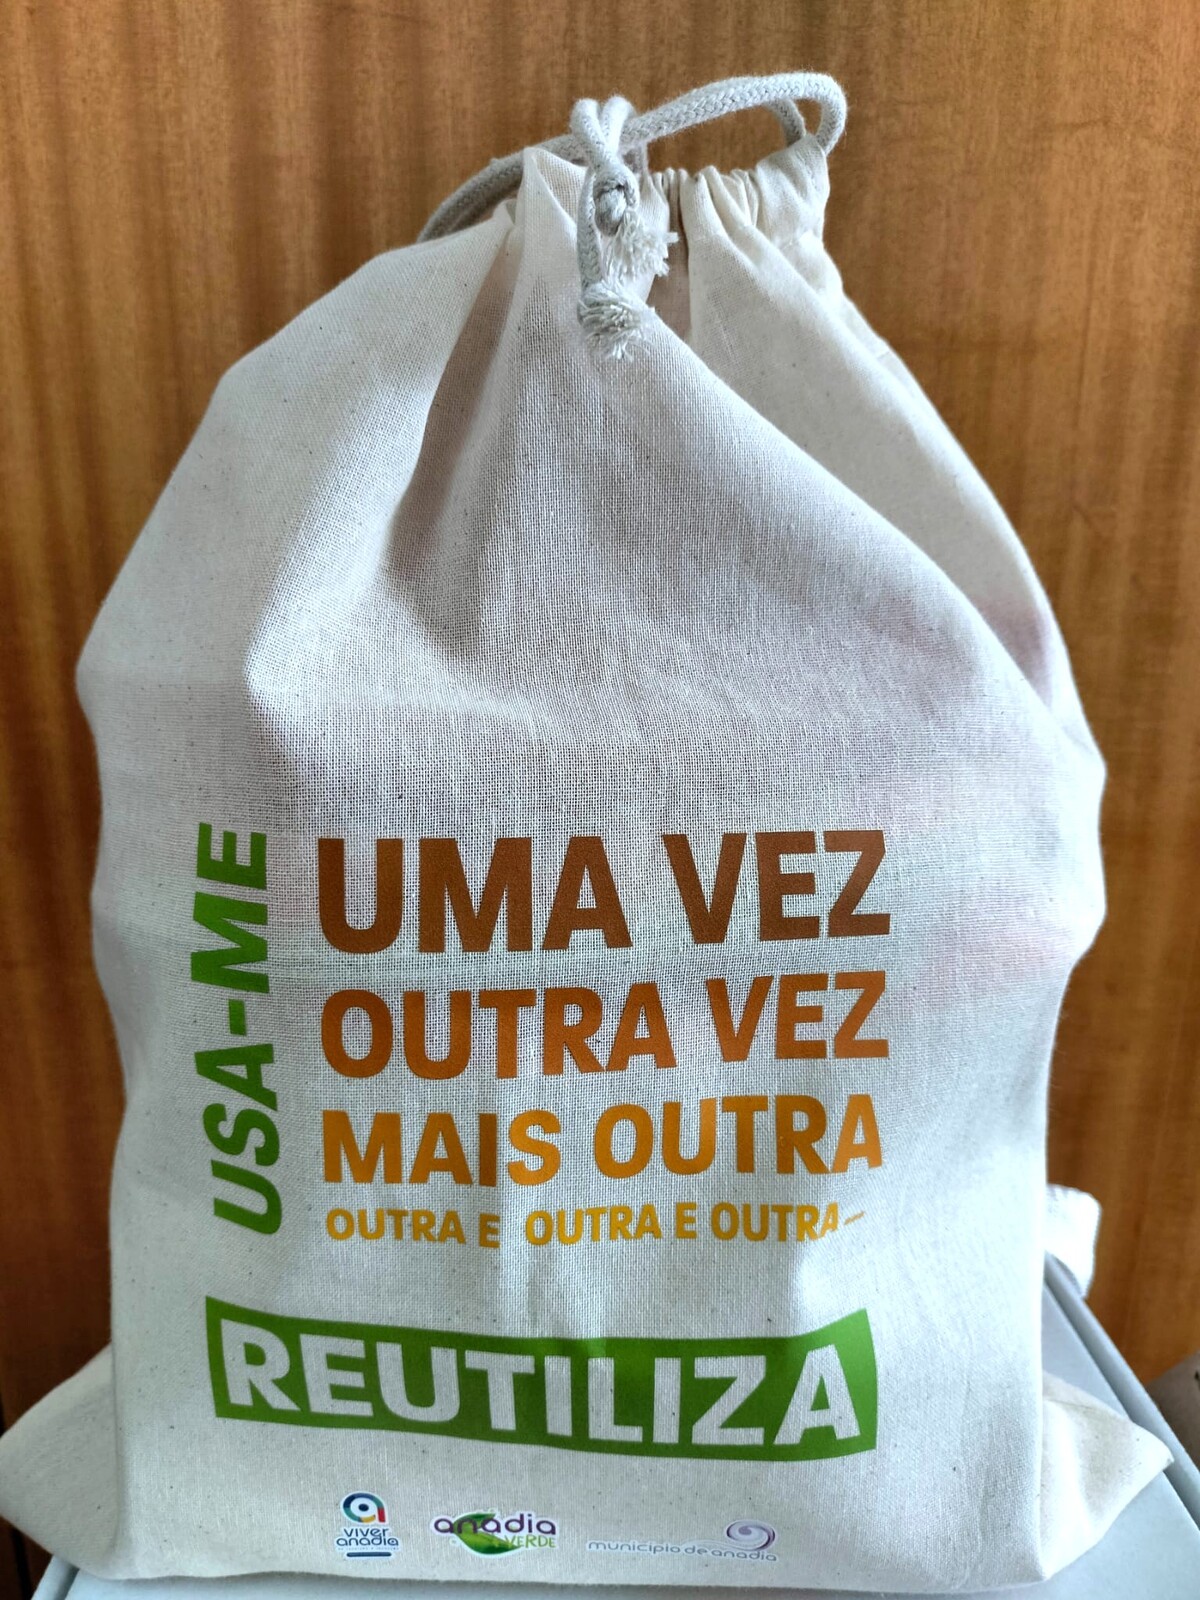 USA-ME
UMA VEZ
OUTRA VEZ
MAIS OUTRA
OUTRA E OUTRA E OUTRA
REUTILIZA
viver
anadia
anadia
VERDE
município de anadia